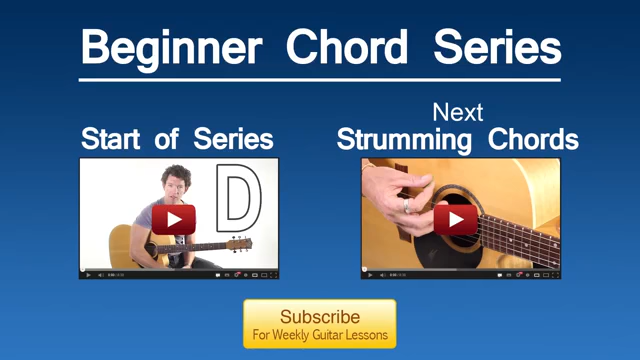 Beginner Chord Series
Start of Series
Next
Strumming Chords
D
Subscribe
For Weekly Guitar Lessons